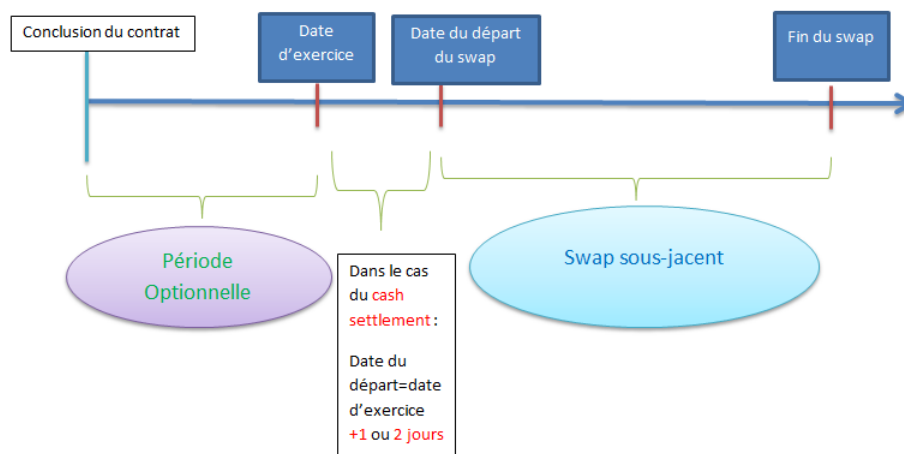 Conclusion du contrat
Date
d’exercice
Date du départ
du swap
Fin du swap
Période
Optionnelle
Dans le cas
du cash
settlement :
Date du
départ=date
d’exercice
+1 ou 2 jours
Swap sous-jacent